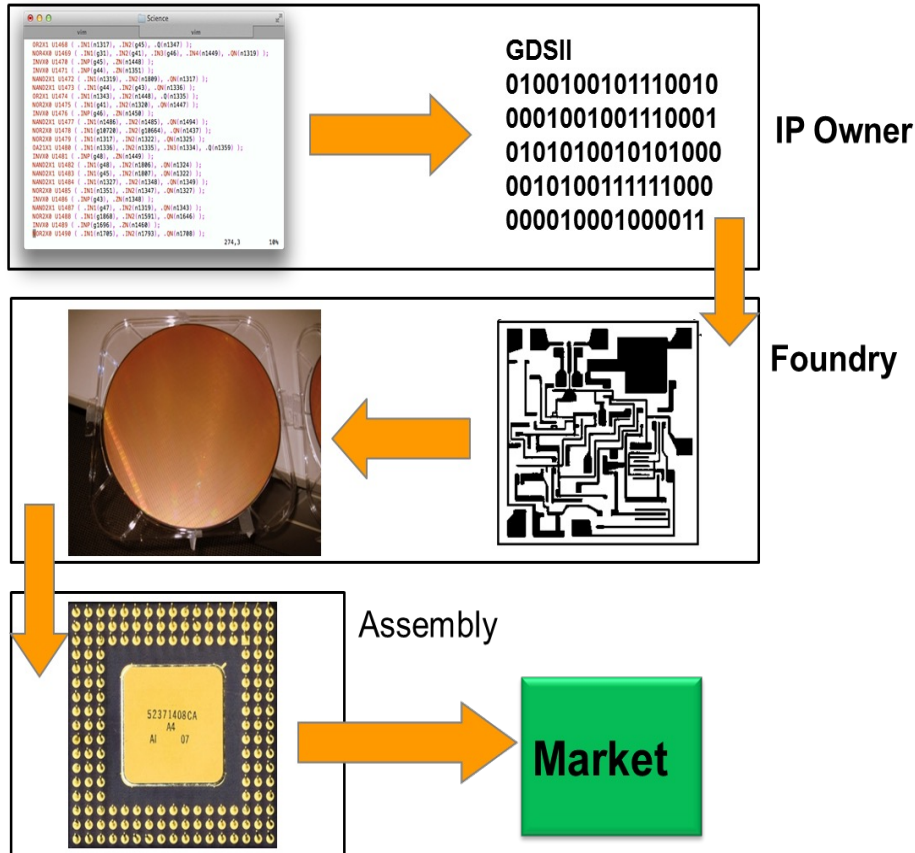 Science
vim vim
OR2X1 U1468 ( .IN1(n1317), .IN2(g45), .Q(n1347) );
NOR4X0 U1469 ( .IN1(g31), .IN2(g41), .IN3(g46), .IN4(n1449), .QN(n1319) );
INVX0 U1470 ( .INP(g45), .ZN(n1448) );
INVX0 U1471 ( .INP(g44), .ZN(n1351) );
NAND2X1 U1472 ( .IN1(n1319), .IN2(n1809), .QN(n1317) );
NAND2X1 U1473 ( .IN1(g44), .IN2(g43), .QN(n1336) );
OR2X1 U1474 ( .IN1(n1343), .IN2(n1448), .Q(n1335) );
NOR2X0 U1475 ( .IN1(g41), .IN2(n1320), .QN(n1447) );
INVX0 U1476 ( .INP(g46), .ZN(n1450) );
NAND2X1 U1477 ( .IN1(n1486), .IN2(n1485), .QN(n1494) );
NOR2X0 U1478 ( .IN1(g10720), .IN2(g10664), .QN(n1437) );
NOR2X0 U1479 ( .IN1(n1317), .IN2(n1322), .QN(n1325) );
OA21X1 U1480 ( .IN1(n1336), .IN2(n1335), .IN3(n1334), .Q(n1359) );
INVX0 U1481 ( .INP(g48), .ZN(n1449) );
NAND2X1 U1482 ( .IN1(g48), .IN2(n1806), .QN(n1324) );
NAND2X1 U1483 ( .IN1(g45), .IN2(n1807), .QN(n1322) );
NAND2X1 U1484 ( .IN1(n1327), .IN2(n1348), .QN(n1349) );
NOR2X0 U1485 ( .IN1(n1351), .IN2(n1347), .QN(n1327) );
INVX0 U1486 ( .INP(g43), .ZN(n1348) );
NAND2X1 U1487 ( .IN1(g47), .IN2(n1319), .QN(n1343) );
NOR2X0 U1488 ( .IN1(g1868), .IN2(n1591), .QN(n1646) );
INVX0 U1489 ( .INP(g1696), .ZN(n1460) );
NOR2X0 U1490 ( .IN1(n1705), .IN2(n1793), .QN(n1708) );
274,3 10%
GDSII
0100100101110010
0001001001110001
0101010010101000
0010100111111000
000010001000011
IP Owner
Foundry
Assembly
S2371408CA
A4
AI 07
Market